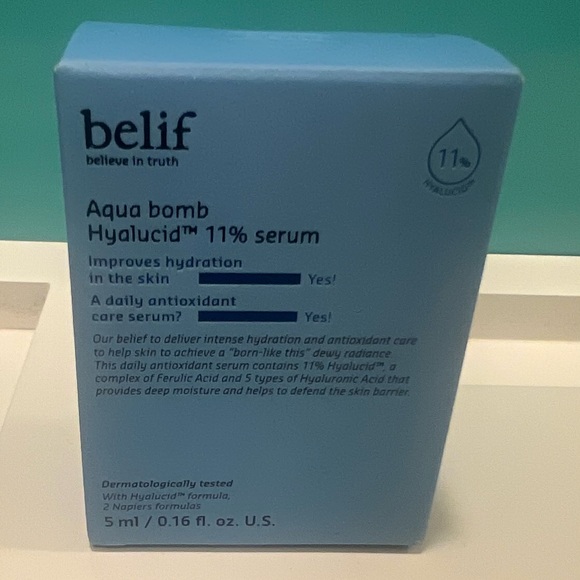 belif
believe in truth
11%
HYALUCID™
Aqua bomb
Hyalucid™ 11% serum
Improves hydration
in the skin Yes!
A daily antioxidant
care serum? Yes!
Our belief to deliver intense hydration and antioxidant care
to help skin to achieve a "born-like this" dewy radiance.
This daily antioxidant serum contains 11% Hyalucid™, a
complex of Ferulic Acid and 5 types of Hyaluronic Acid that
provides deep moisture and helps to defend the skin barrier.
Dermatologically tested
With Hyalucid™ formula,
2 Napiers formulas
5 ml / 0.16 fl. oz. U.S.